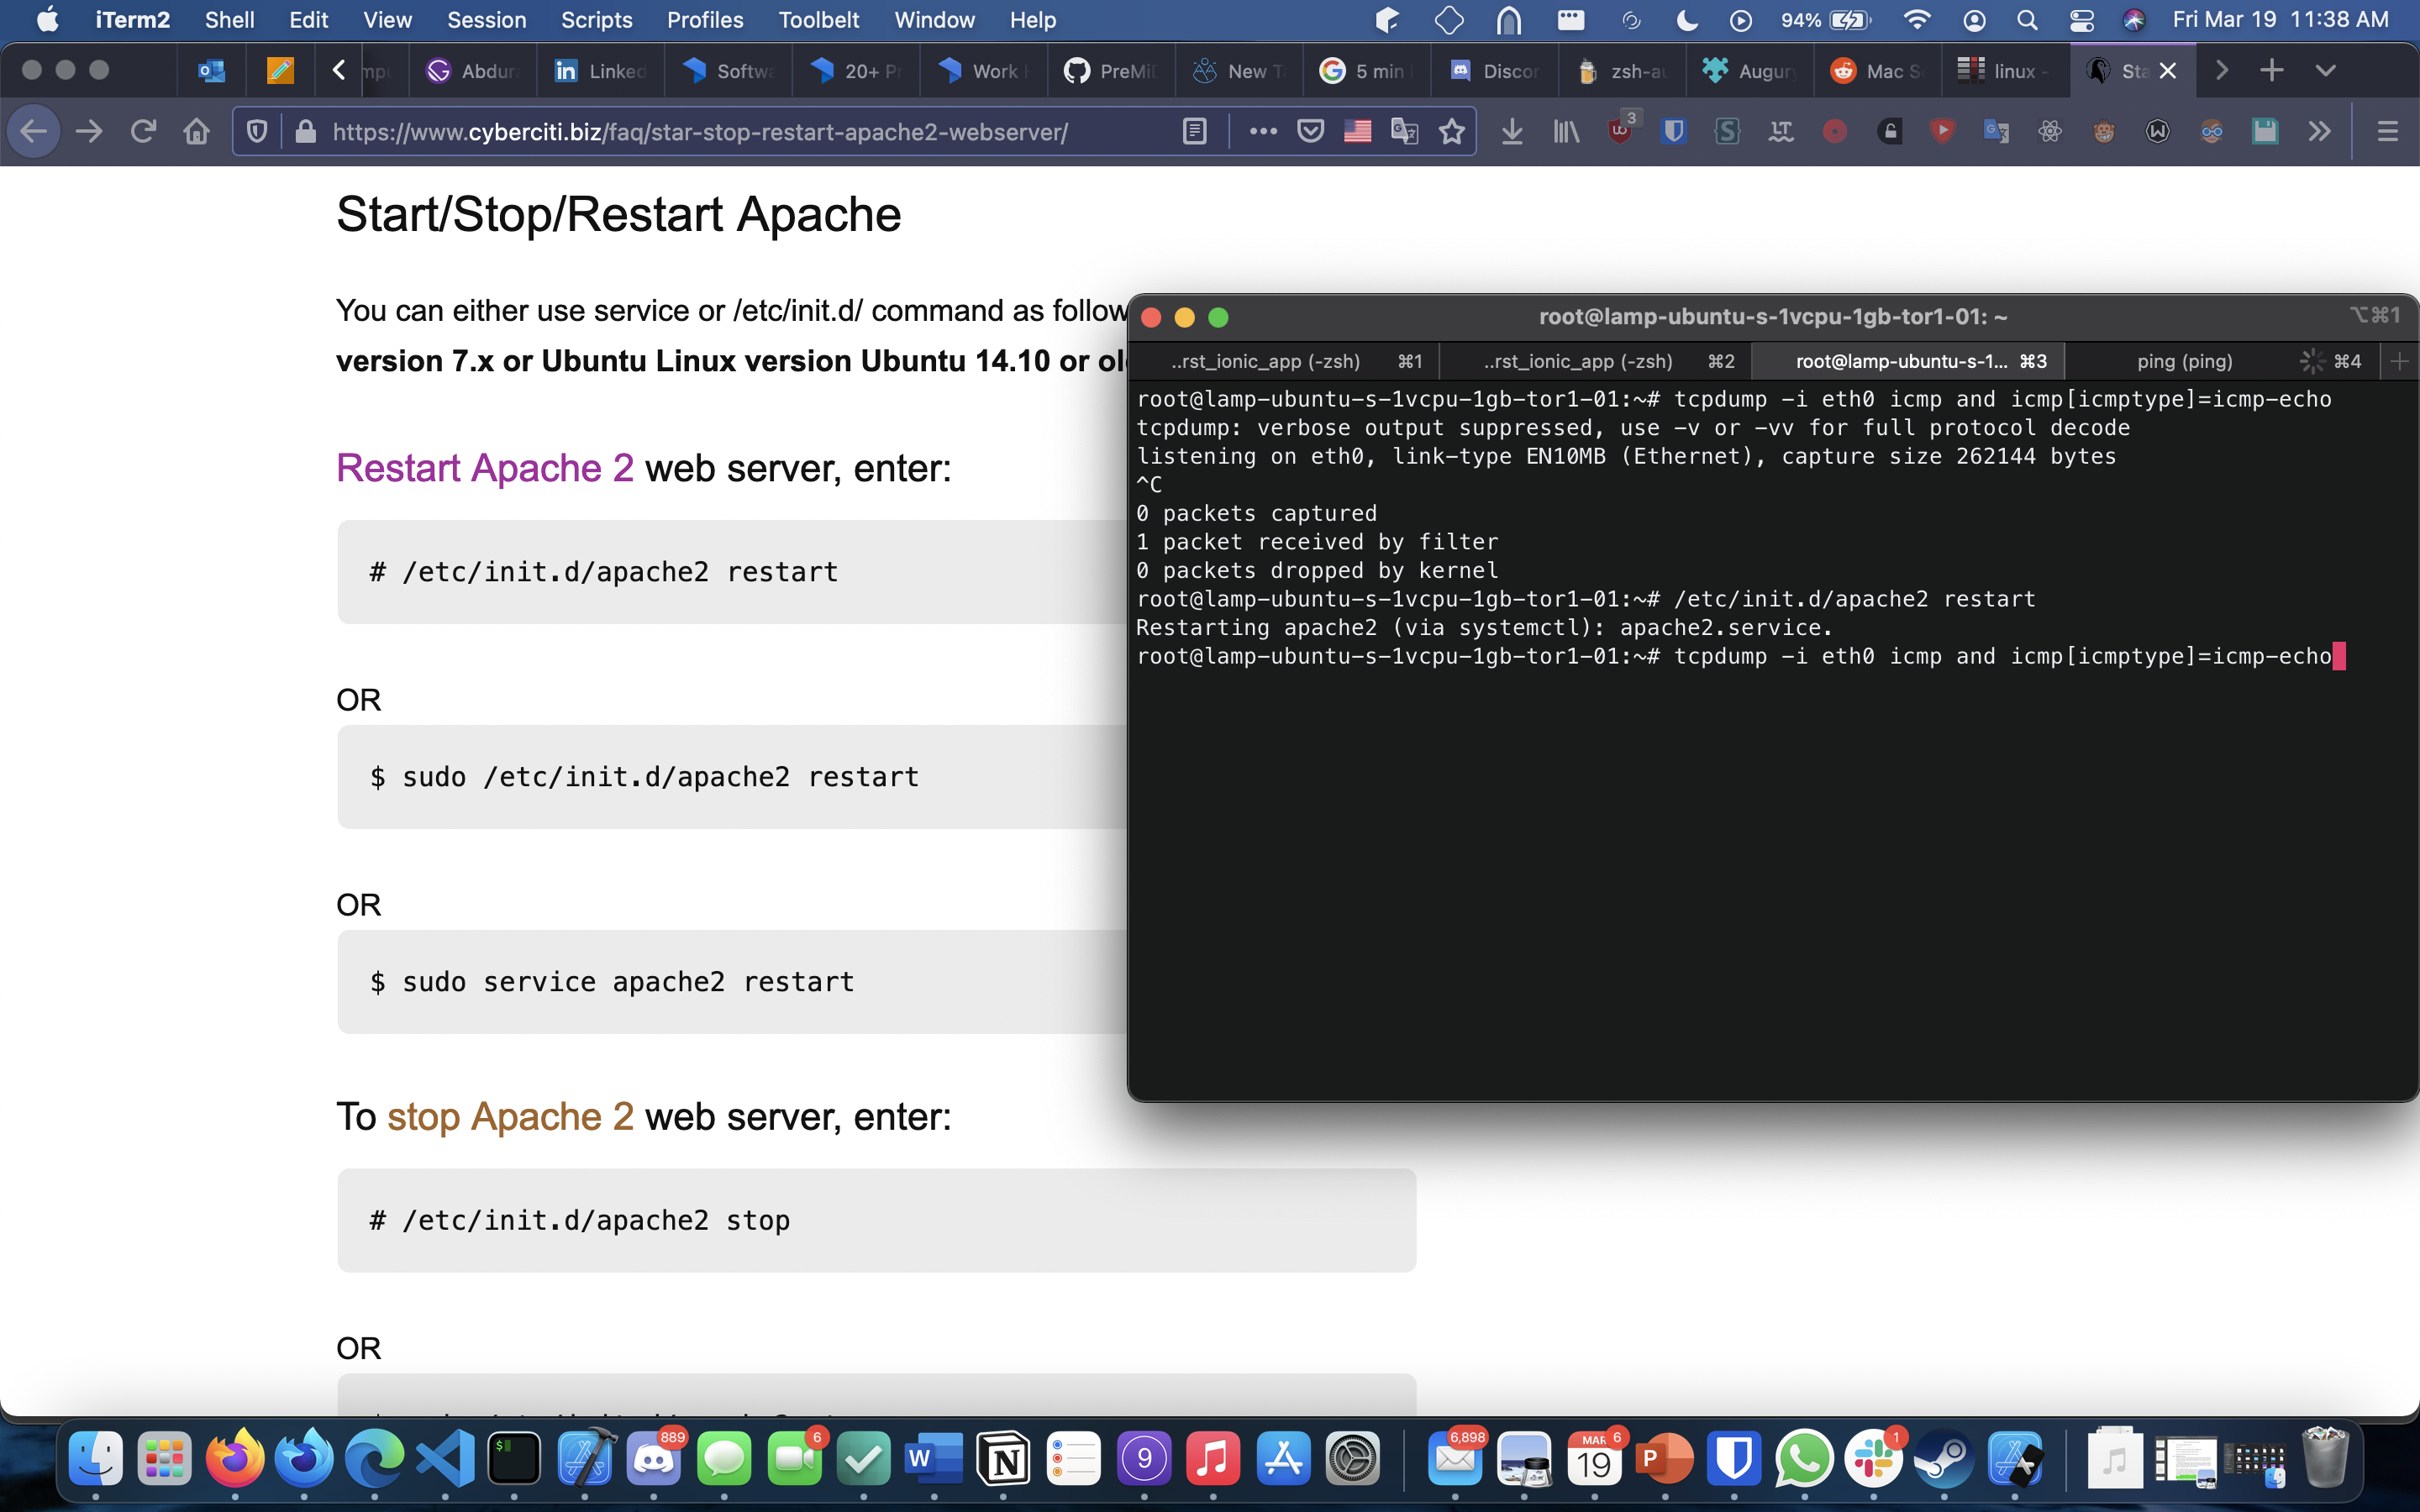 iTerm2 Shell Edit View Session Scripts Profiles Toolbelt Window Help 94% Fri Mar 19 11:38 AM
Abdur Linked Softwa 20+ P Work New T 5 min Discor zsh-au Augury Mac S linux - Sta
https://www.cyberciti.biz/faq/star-stop-restart-apache2-webserver/ 3
Start/Stop/Restart Apache
You can either use service or /etc/init.d/ command as follow
version 7.x or Ubuntu Linux version Ubuntu 14.10 or ol
Restart Apache 2 web server, enter:
# /etc/init.d/apache2 restart
OR
$ sudo /etc/init.d/apache2 restart
OR
$ sudo service apache2 restart
To stop Apache 2 web server, enter:
# /etc/init.d/apache2 stop
OR
root@lamp-ubuntu-s-1vcpu-1gb-tor1-01: ~ ⌥⌘1
..rst_ionic_app (-zsh) ⌘1 ..rst_ionic_app (-zsh) ⌘2 root@lamp-ubuntu-s-1... ⌘3 ping (ping) ⌘4
root@lamp-ubuntu-s-1vcpu-1gb-tor1-01:~# tcpdump -i eth0 icmp and icmp[icmptype]=icmp-echo
tcpdump: verbose output suppressed, use -v or -vv for full protocol decode
listening on eth0, link-type EN10MB (Ethernet), capture size 262144 bytes
^C
0 packets captured
1 packet received by filter
0 packets dropped by kernel
root@lamp-ubuntu-s-1vcpu-1gb-tor1-01:~# /etc/init.d/apache2 restart
Restarting apache2 (via systemctl): apache2.service.
root@lamp-ubuntu-s-1vcpu-1gb-tor1-01:~# tcpdump -i eth0 icmp and icmp[icmptype]=icmp-echo
889 6 9 6,898 MAR 19 6 1